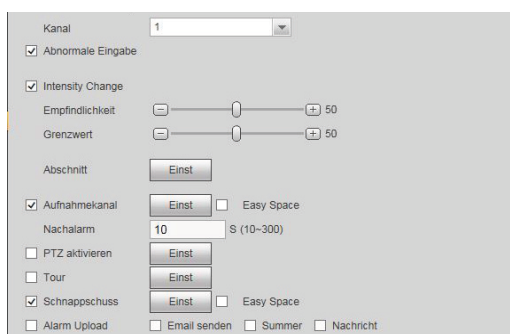 Kanal 1
Abnormale Eingabe
Intensity Change
Empfindlichkeit 50
Grenzwert 50
Abschnitt Einst
Aufnahmekanal Einst Easy Space
Nachalarm 10 S (10~300)
PTZ aktivieren Einst
Tour Einst
Schnappschuss Einst Easy Space
Alarm Upload Email senden Summer Nachricht